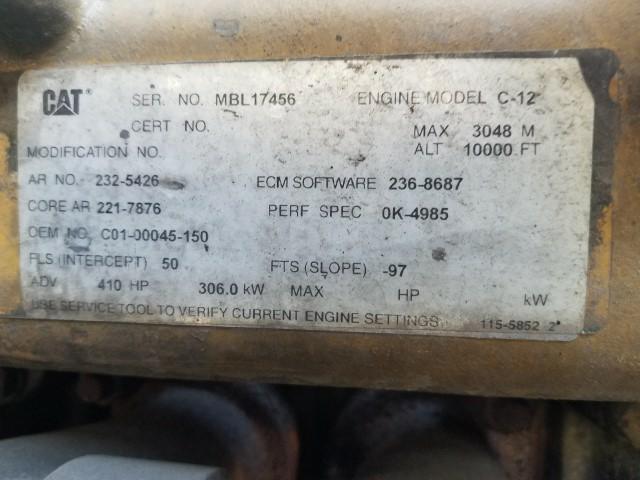 CAT® SER. NO. MBL17456 ENGINE MODEL C-12
CERT NO. MAX 3048 M
MODIFICATION NO. ALT 10000 FT
AR NO. 232-5426 ECM SOFTWARE 236-8687
CORE AR 221-7876 PERF SPEC 0K-4985
OEM NO. C01-00045-150
FLS (INTERCEPT) 50 FTS (SLOPE) -97
ADV 410 HP 306.0 kW MAX HP kW
USE SERVICE TOOL TO VERIFY CURRENT ENGINE SETTINGS 115-5852 2